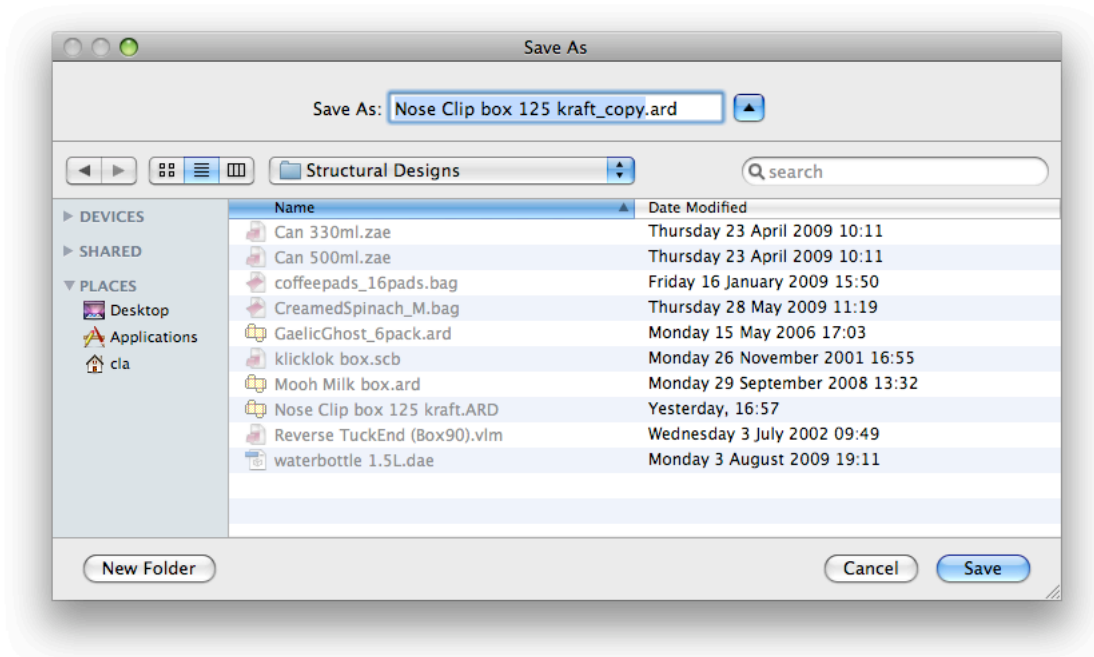 Save As
Save As: Nose Clip box 125 kraft_copy.ard
Structural Designs
search
DEVICES
SHARED
PLACES
Desktop
Applications
cla
Name Date Modified
Can 330ml.zae Thursday 23 April 2009 10:11
Can 500ml.zae Thursday 23 April 2009 10:11
coffeepads_16pads.bag Friday 16 January 2009 15:50
CreamedSpinach_M.bag Thursday 28 May 2009 11:19
GaelicGhost_6pack.ard Monday 15 May 2006 17:03
klicklok box.scb Monday 26 November 2001 16:55
Mooh Milk box.ard Monday 29 September 2008 13:32
Nose Clip box 125 kraft.ARD Yesterday, 16:57
Reverse TuckEnd (Box90).vlm Wednesday 3 July 2002 09:49
waterbottle 1.5L.dae Monday 3 August 2009 19:11
New Folder Cancel Save